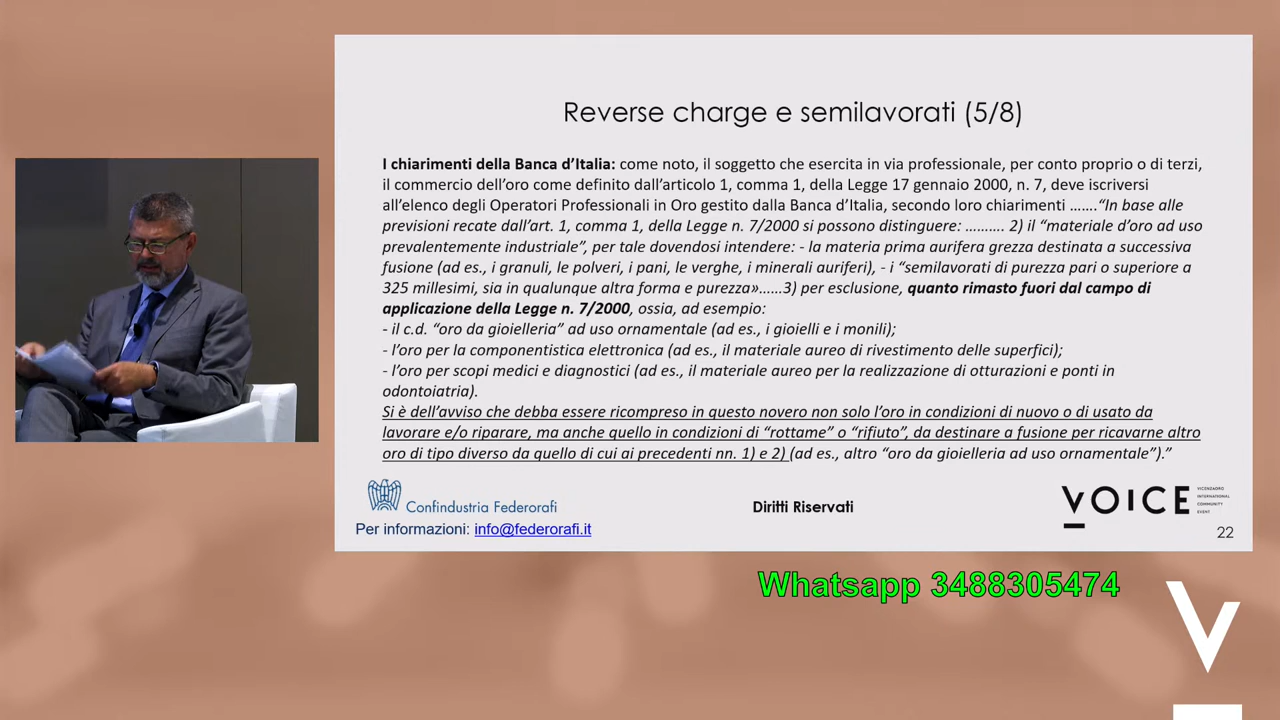 Reverse charge e semilavorati (5/8)
I chiarimenti della Banca d'Italia: come noto, il soggetto che esercita in via professionale, per conto proprio o di terzi,
il commercio dell'oro come definito dall'articolo 1, comma 1, della Legge 17 gennaio 2000, n. 7, deve iscriversi
all'elenco degli Operatori Professionali in Oro gestito dalla Banca d'Italia, secondo loro chiarimenti …….“In base alle
previsioni recate dall'art. 1, comma 1, della Legge n. 7/2000 si possono distinguere: ………. 2) il “materiale d'oro ad uso
prevalentemente industriale”, per tale dovendosi intendere: - la materia prima aurifera grezza destinata a successiva
fusione (ad es., i granuli, le polveri, i pani, le verghe, i minerali auriferi), - i “semilavorati di purezza pari o superiore a
325 millesimi, sia in qualunque altra forma e purezza»……3) per esclusione, quanto rimasto fuori dal campo di
applicazione della Legge n. 7/2000, ossia, ad esempio:
- il c.d. “oro da gioielleria” ad uso ornamentale (ad es., i gioielli e i monili);
- l'oro per la componentistica elettronica (ad es., il materiale aureo di rivestimento delle superfici);
- l'oro per scopi medici e diagnostici (ad es., il materiale aureo per la realizzazione di otturazioni e ponti in
odontoiatria).
Si è dell'avviso che debba essere ricompreso in questo novero non solo l'oro in condizioni di nuovo o di usato da
lavorare e/o riparare, ma anche quello in condizioni di “rottame” o “rifiuto”, da destinare a fusione per ricavarne altro
oro di tipo diverso da quello di cui ai precedenti nn. 1) e 2) (ad es., altro “oro da gioielleria ad uso ornamentale”).”
Confindustria Federorafi
Per informazioni: info@federorafi.it
Diritti Riservati
VOICE
VICENZAORO
INTERNATIONAL
COMMUNITY
EVENT
22
Whatsapp 3488305474
V